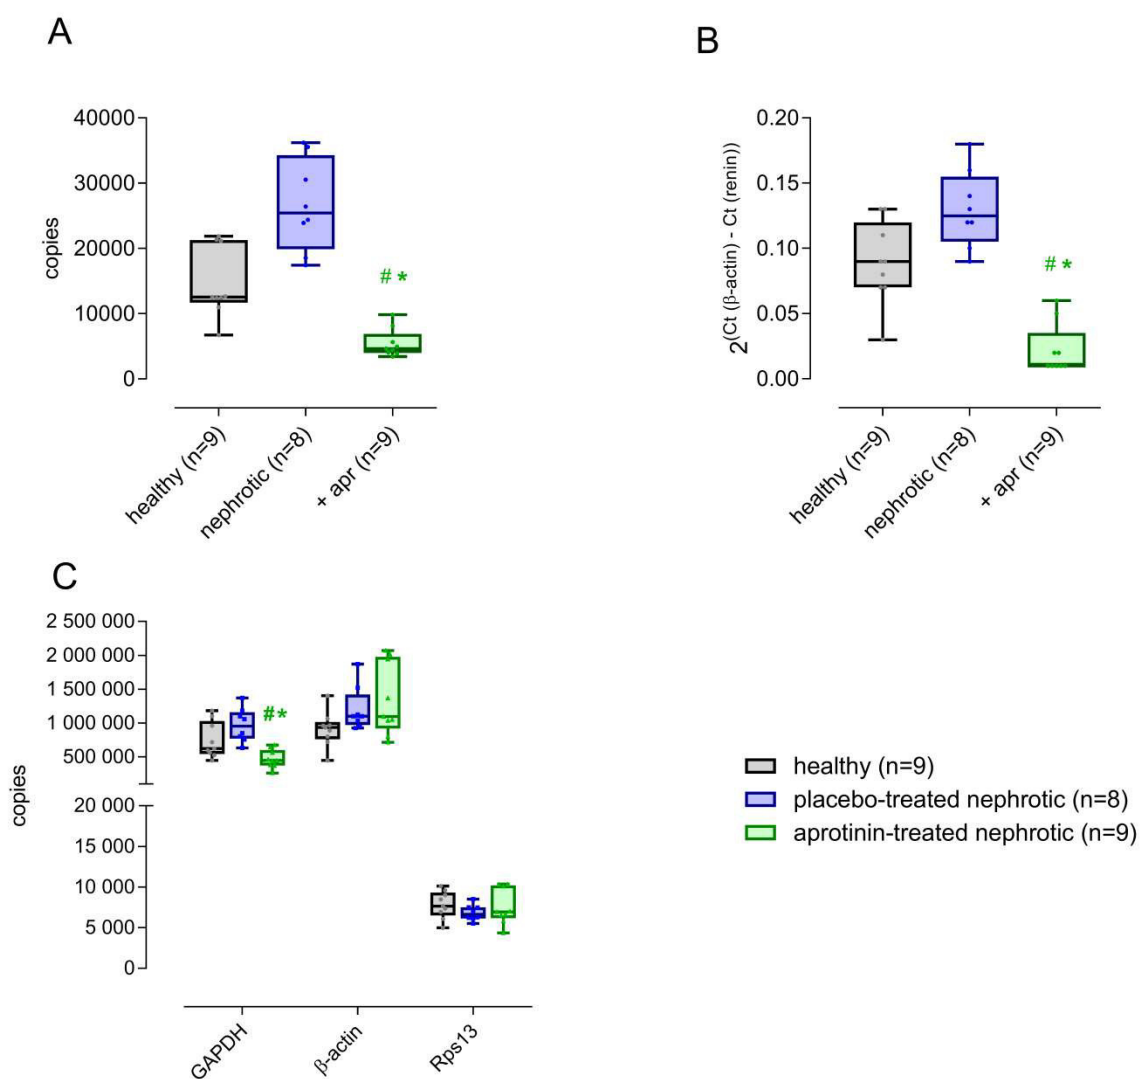 A
40000
30000
20000
10000
0
copies
# *
healthy (n=9)
nephrotic (n=8)
+ apr (n=9)
B
0.20
0.15
0.10
0.05
0.00
2(Ct (β-actin) - Ct (renin))
# *
healthy (n=9)
nephrotic (n=8)
+ apr (n=9)
C
2 500 000
2 000 000
1 500 000
1 000 000
500 000
20 000
15 000
10 000
5 000
0
copies
#*
GAPDH
β-actin
Rps13
healthy (n=9)
placebo-treated nephrotic (n=8)
aprotinin-treated nephrotic (n=9)